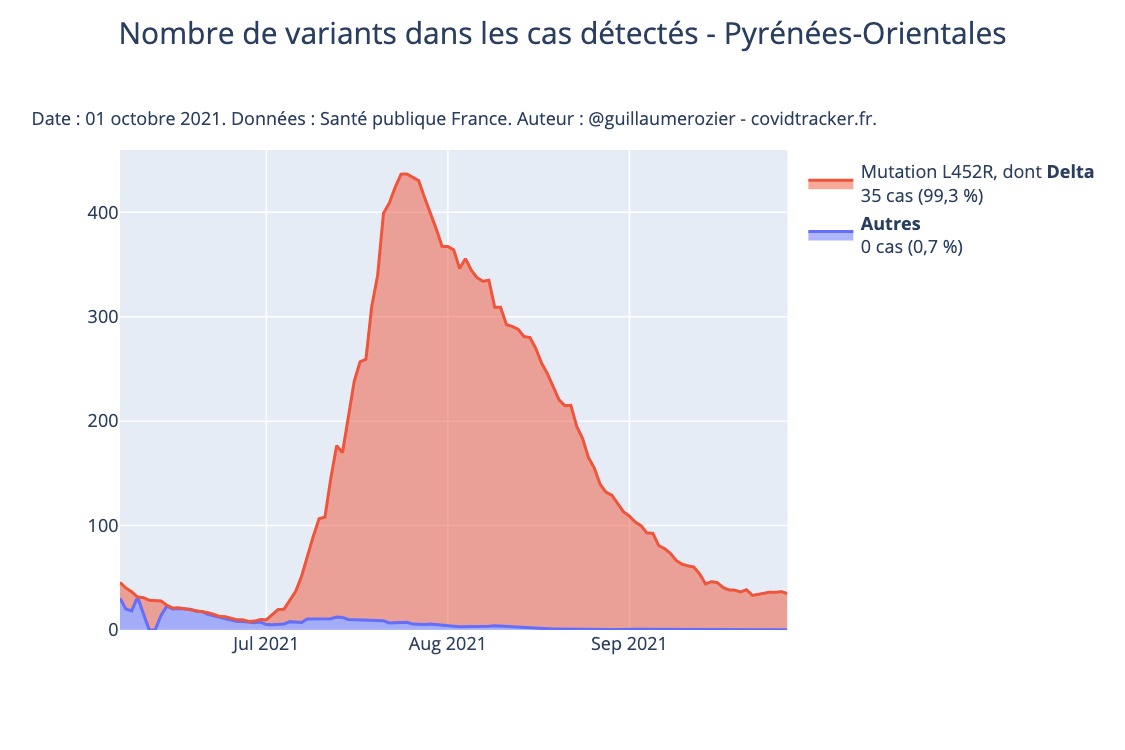 Nombre de variants dans les cas détectés - Pyrénées-Orientales
Date : 01 octobre 2021. Données : Santé publique France. Auteur : @guillaumerozier - covidtracker.fr.
Mutation L452R, dont Delta
35 cas (99,3 %)
Autres
0 cas (0,7 %)
400
300
200
100
0
Jul 2021
Aug 2021
Sep 2021